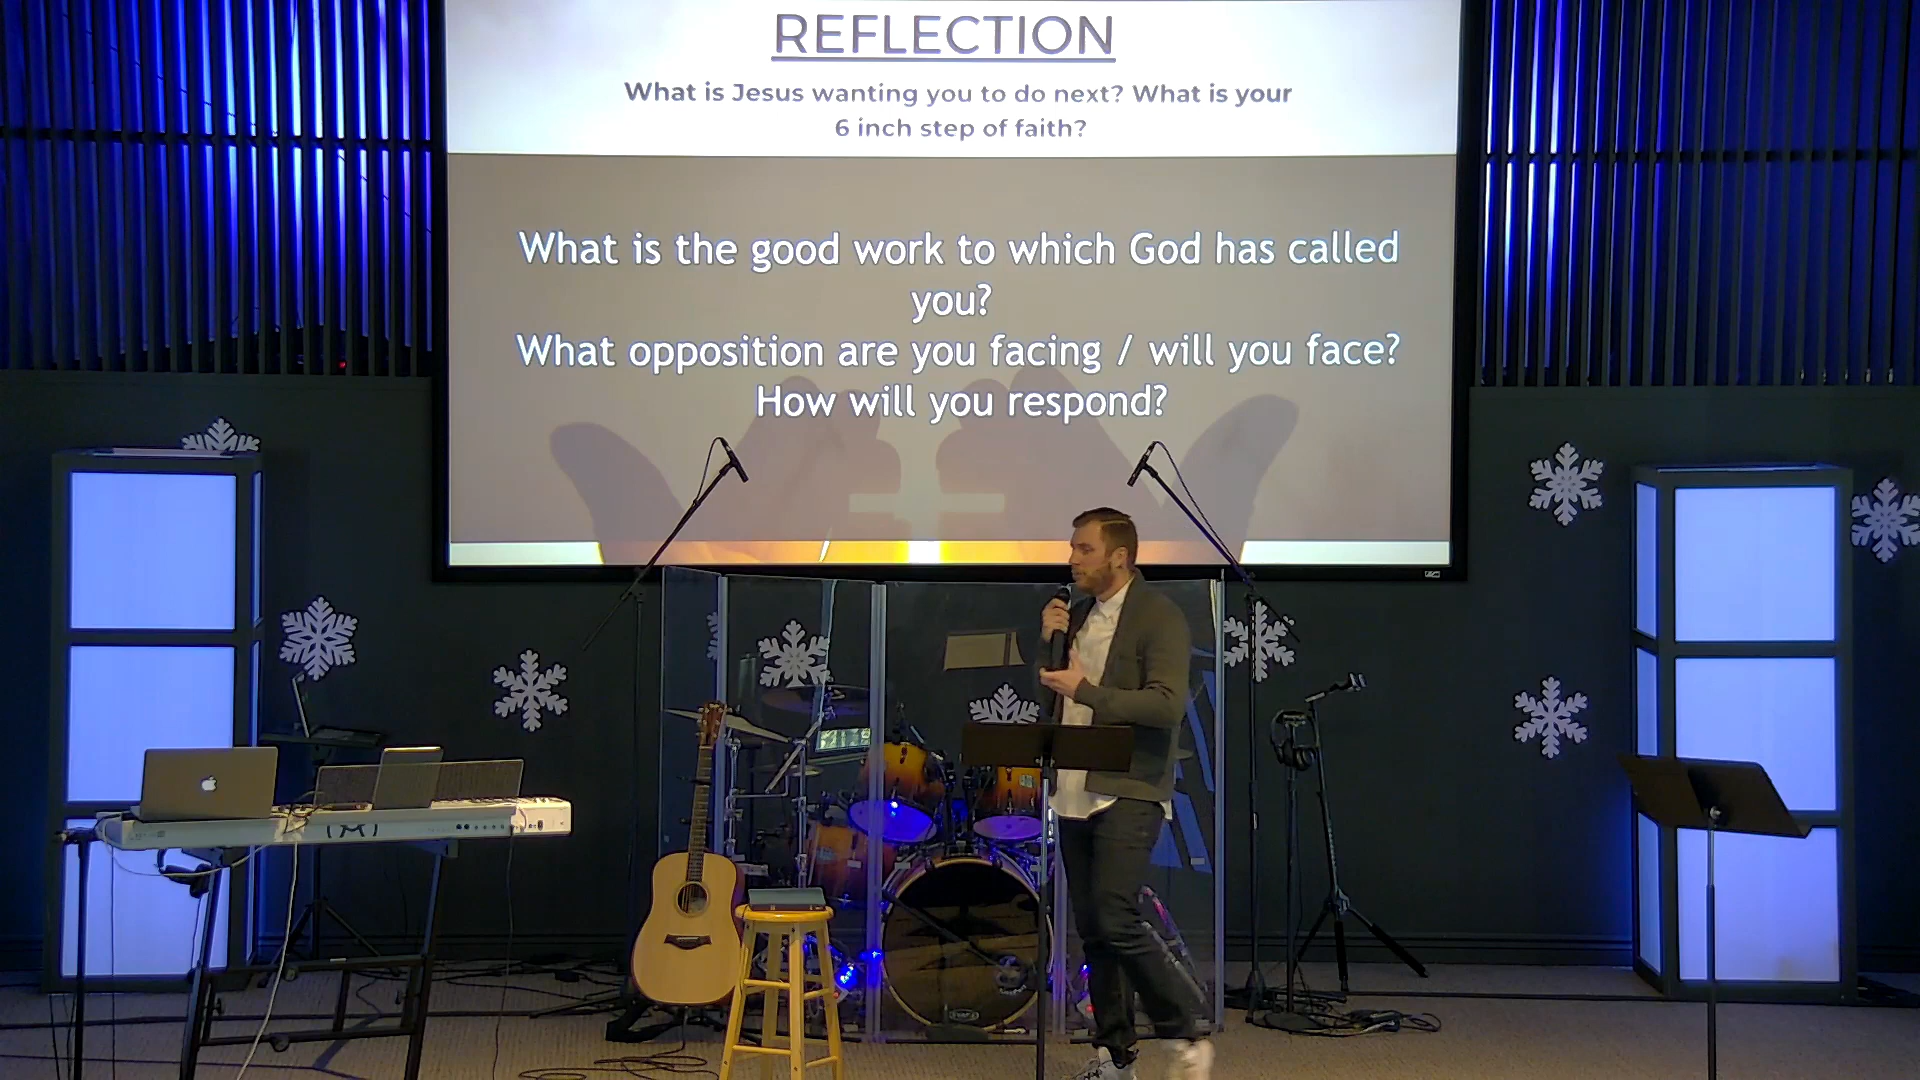 REFLECTION
What is Jesus wanting you to do next? What is your
6 inch step of faith?
What is the good work to which God has called
you?
What opposition are you facing / will you face?
How will you respond?